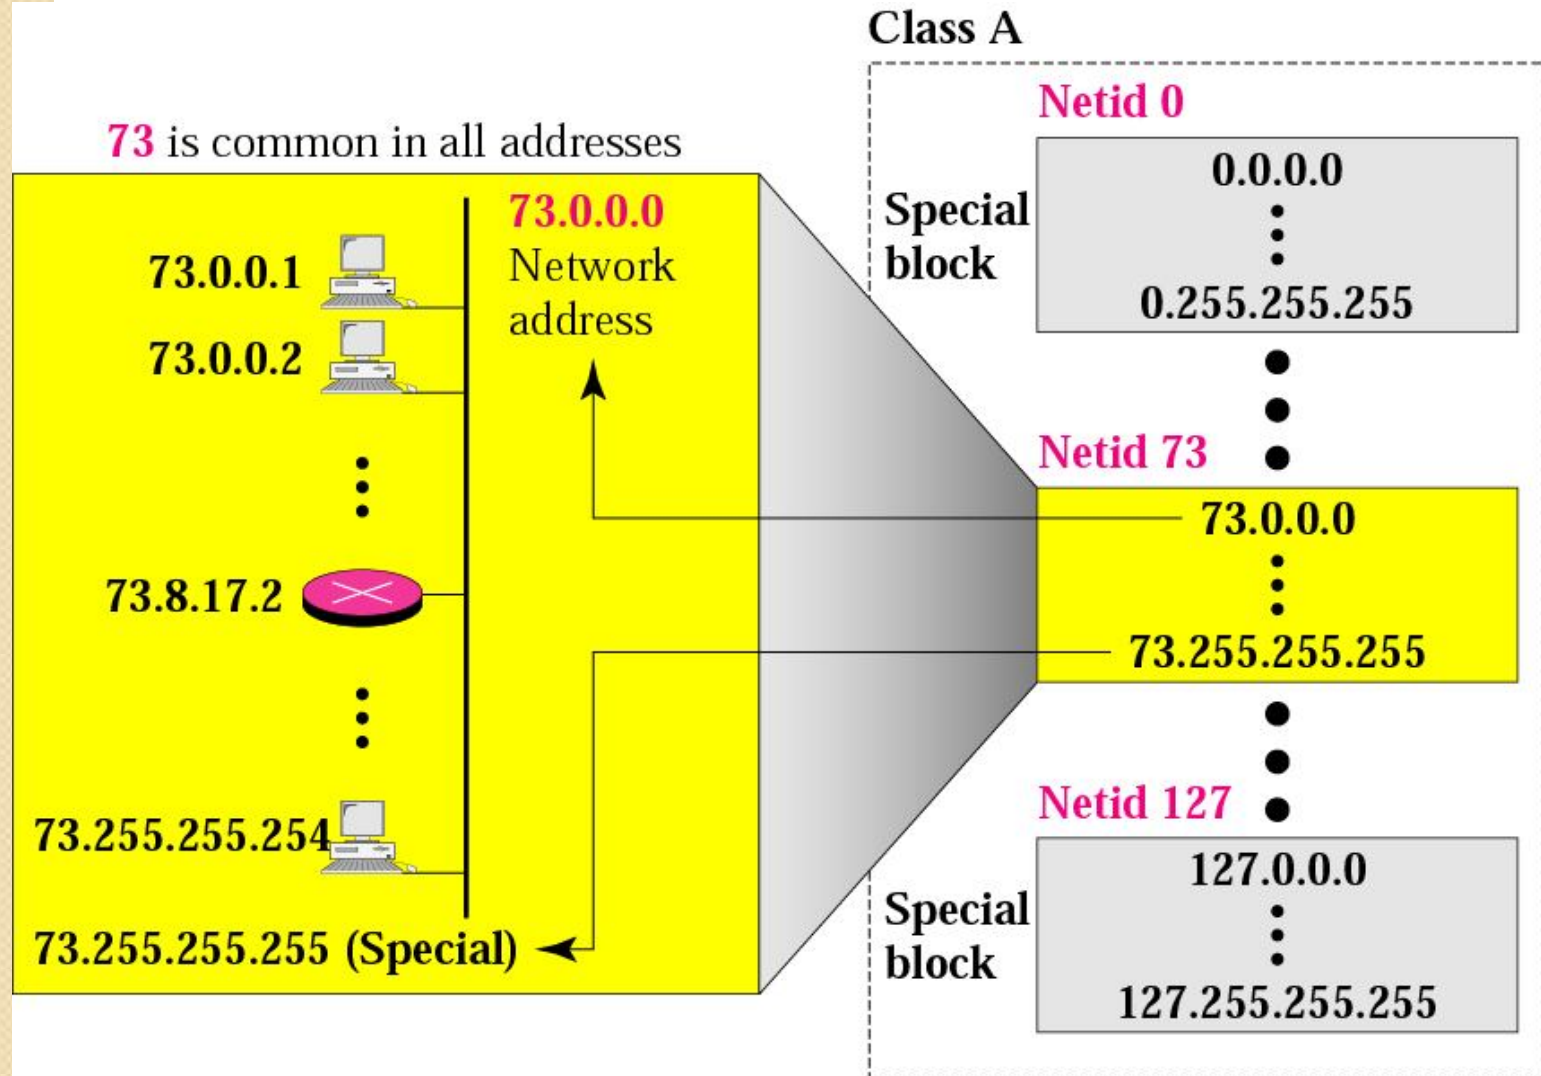 Class A
73 is common in all addresses
73.0.0.0
Network
address
73.0.0.1
73.0.0.2
73.8.17.2
73.255.255.254
73.255.255.255 (Special)
Netid 0
Special
block
0.0.0.0
0.255.255.255
Netid 73
73.0.0.0
73.255.255.255
Netid 127
Special
block
127.0.0.0
127.255.255.255